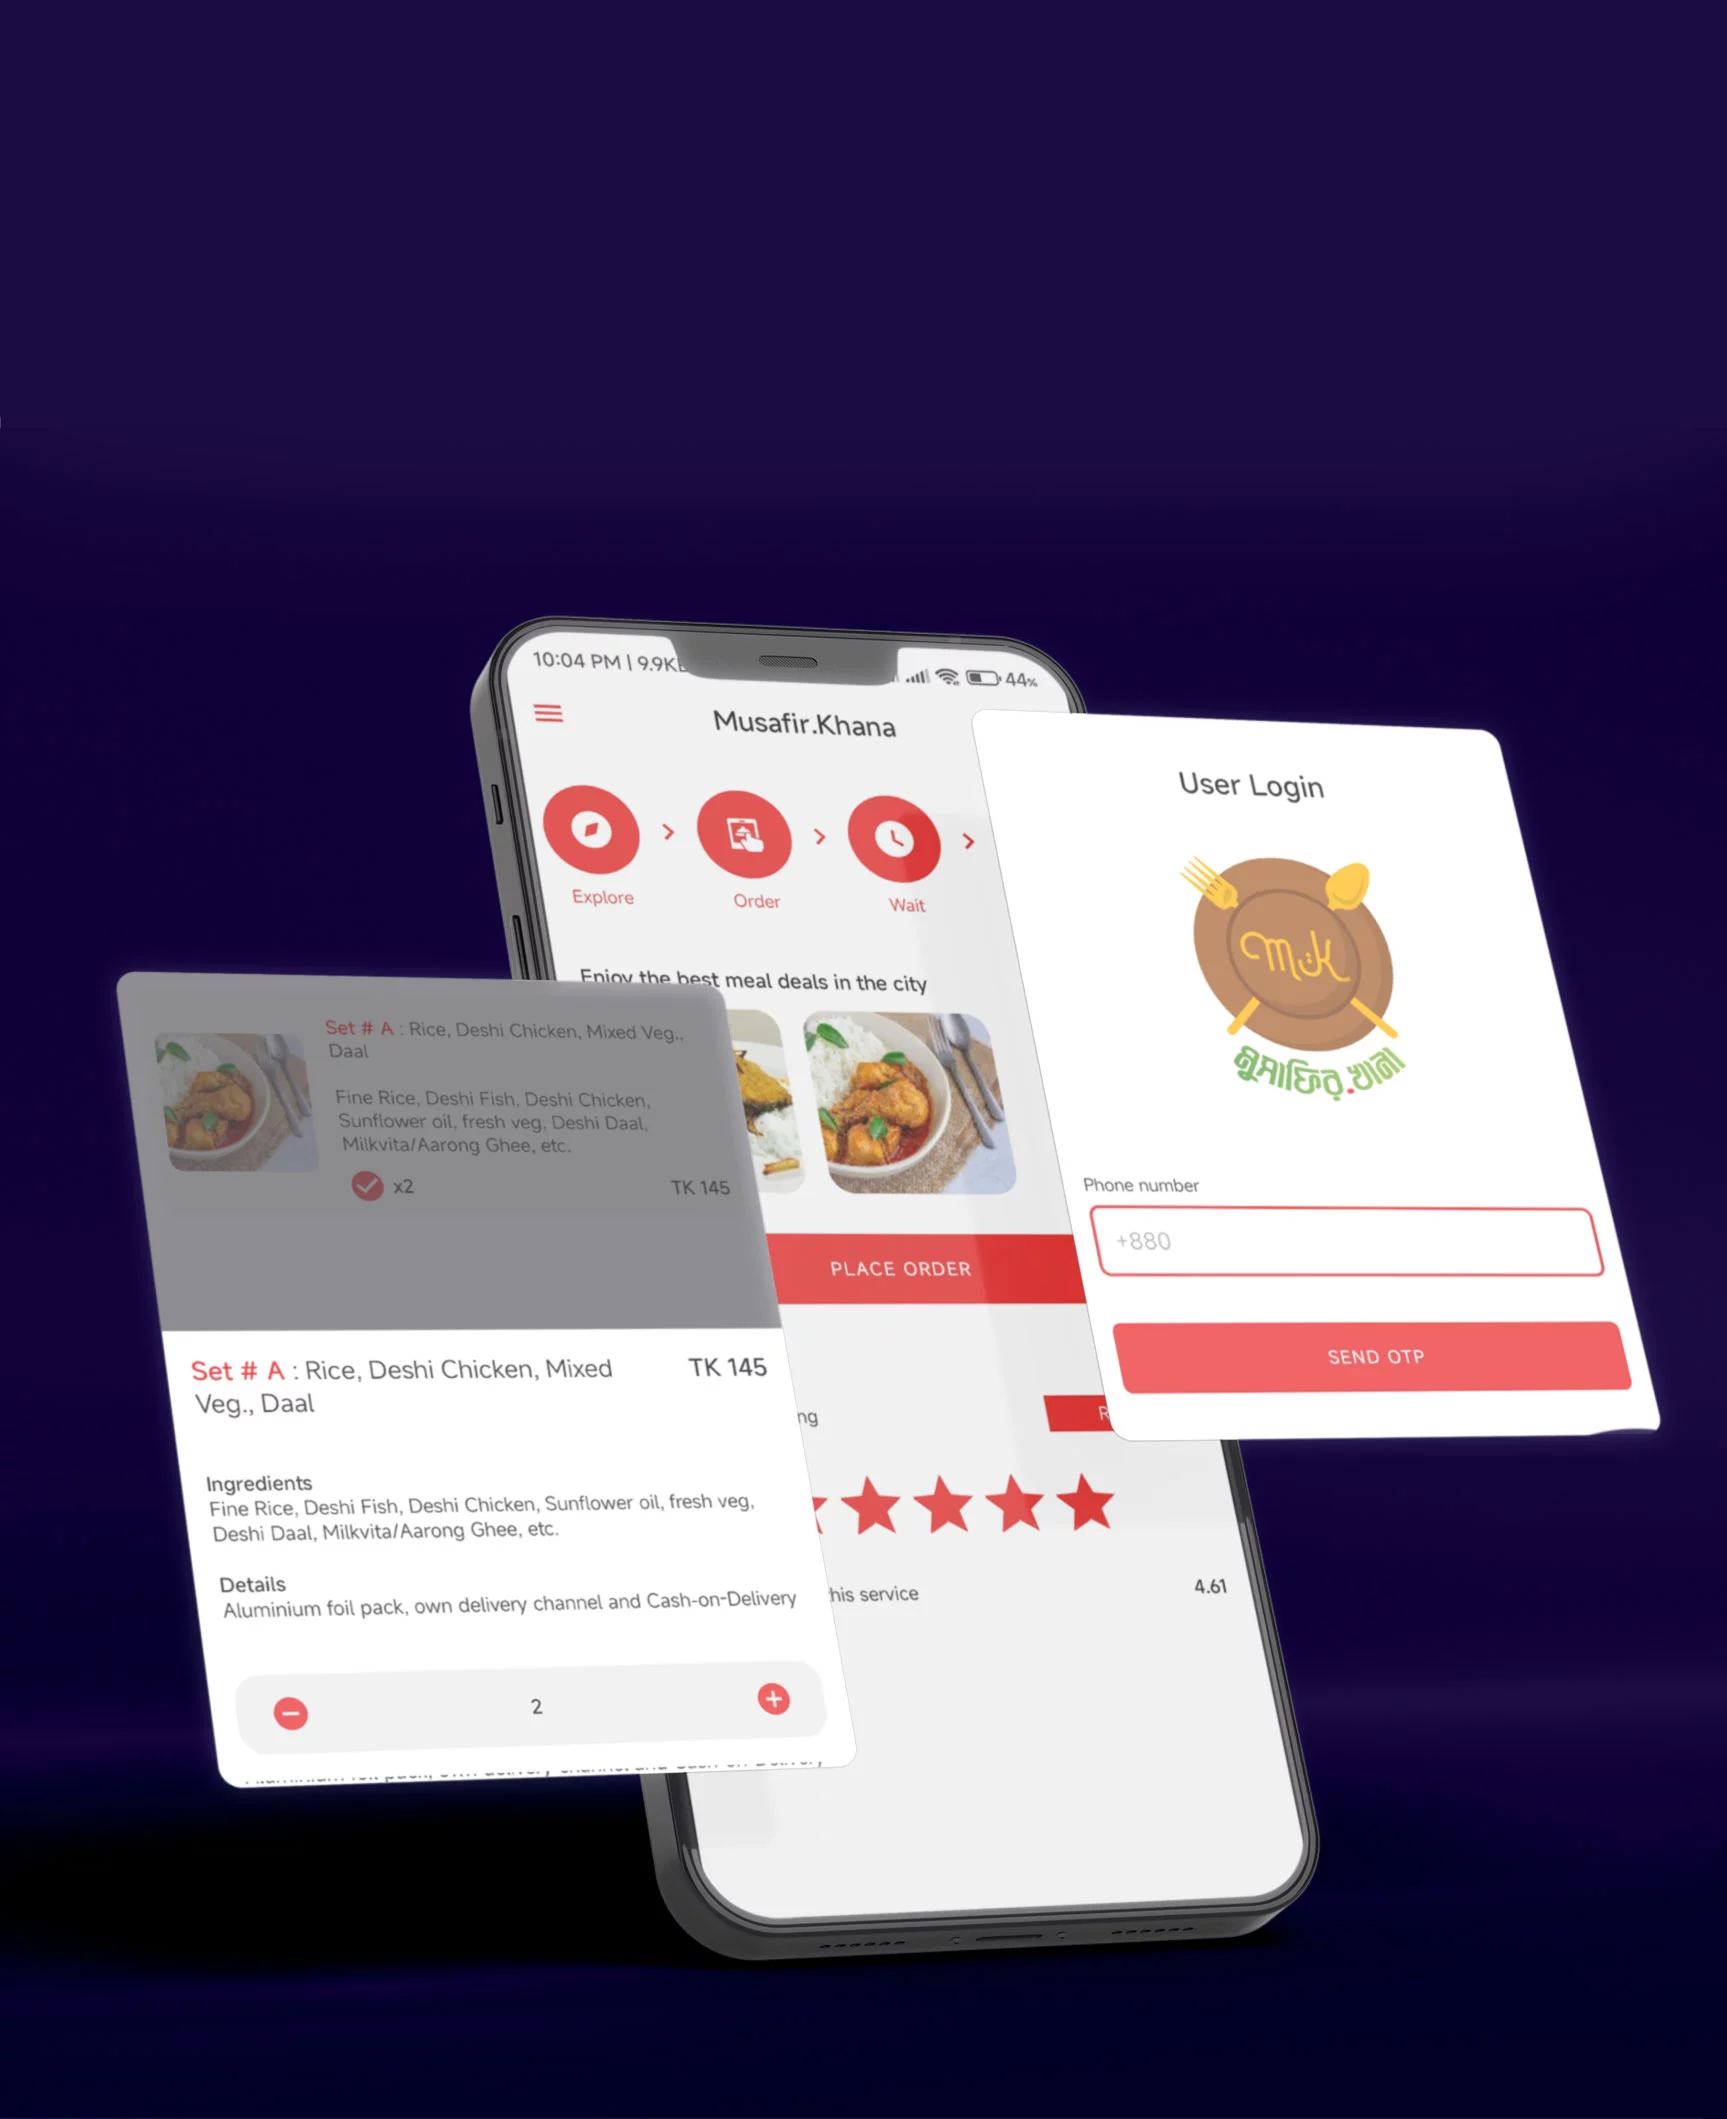 10:04 PM | 9.9K
44%
Musafir.Khana
Explore
Order
Wait
Enjoy the best meal deals in the city
PLACE ORDER
his service
4.61
Set # A : Rice, Deshi Chicken, Mixed Veg.,
Daal
Fine Rice, Deshi Fish, Deshi Chicken,
Sunflower oil, fresh veg, Deshi Daal,
Milkvita/Aarong Ghee, etc.
x2
TK 145
Set # A : Rice, Deshi Chicken, Mixed
Veg., Daal
TK 145
Ingredients
Fine Rice, Deshi Fish, Deshi Chicken, Sunflower oil, fresh veg,
Deshi Daal, Milkvita/Aarong Ghee, etc.
Details
Aluminium foil pack, own delivery channel and Cash-on-Delivery
2
User Login
mk
মুসাফির.খানা
Phone number
+880
SEND OTP